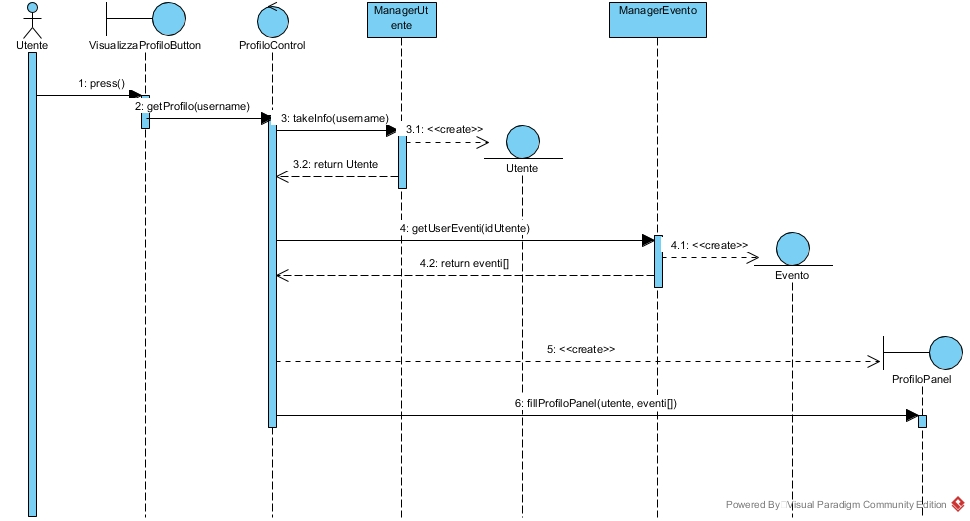 ManagerUt
ente
ManagerEvento
Utente
VisualizzaProfiloButton
ProfiloControl
1: press()
2: getProfilo(username)
3: takeInfo(username)
3.1: <<create>>
3.2: return Utente
Utente
4: getUserEventi(idUtente)
4.1: <<create>>
4.2: return eventi[]
Evento
5: <<create>>
ProfiloPanel
6: fillProfiloPanel(utente, eventi[])
Powered By Visual Paradigm Community Edition